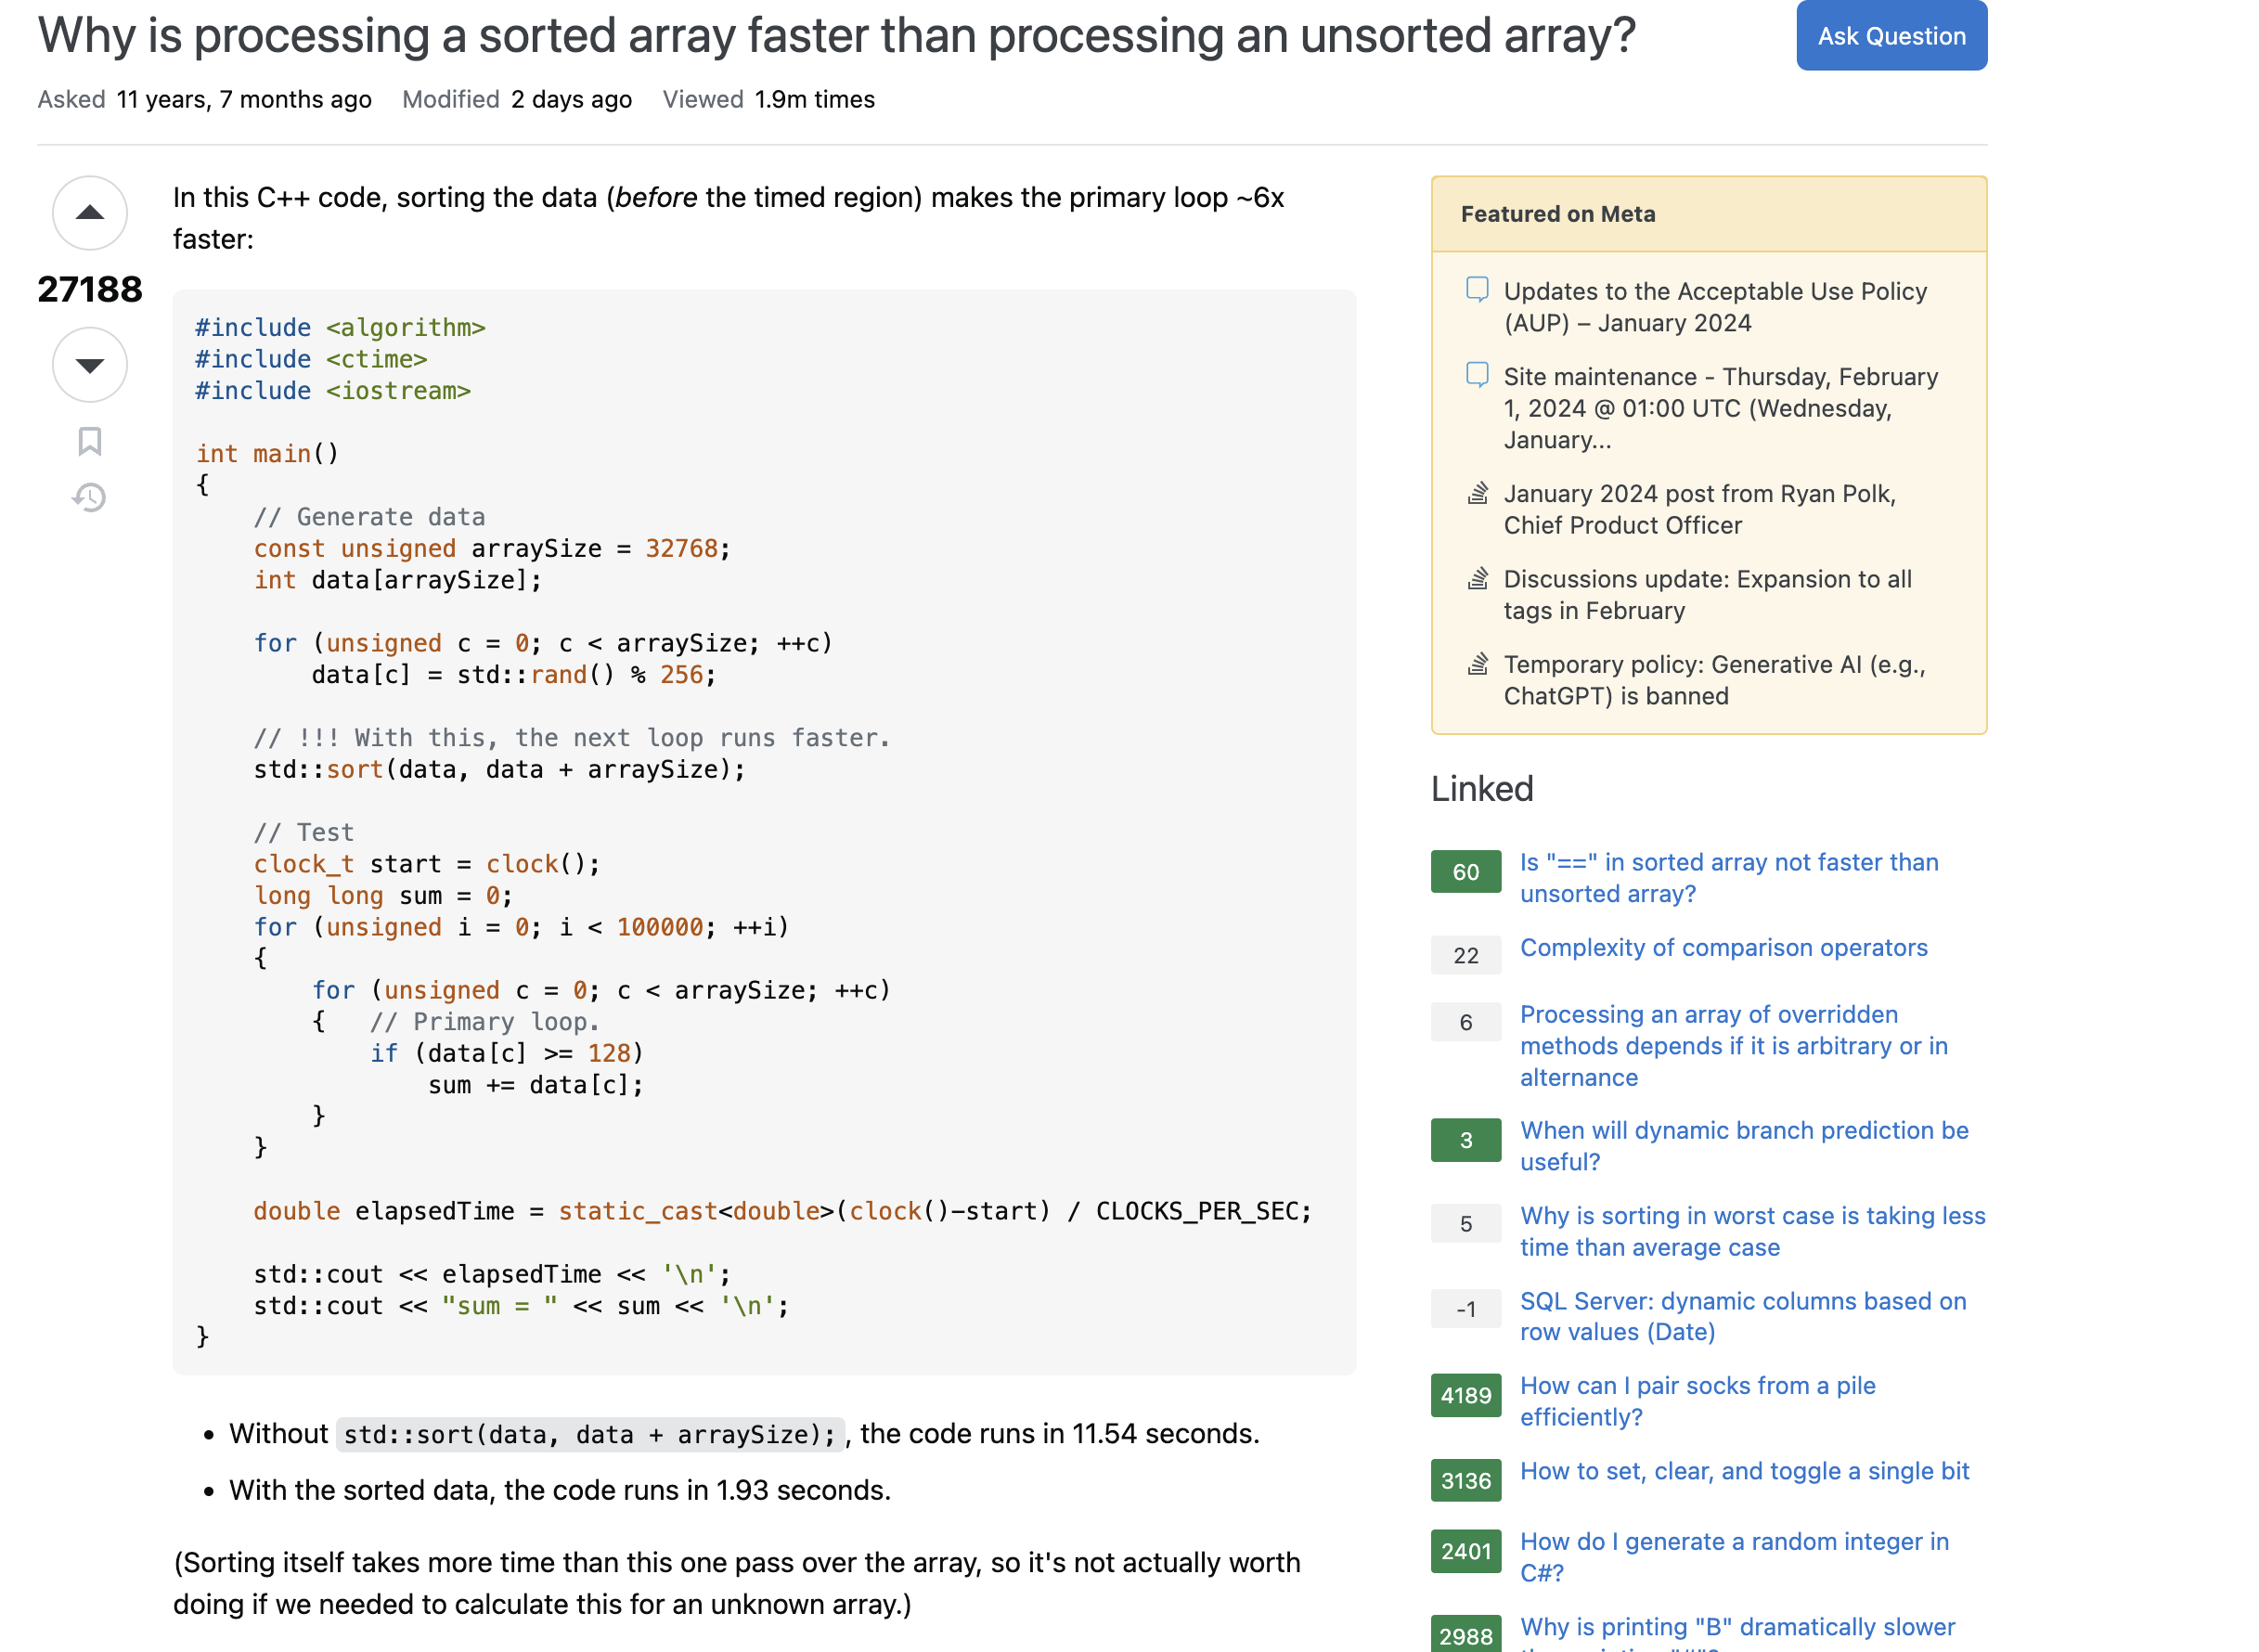 Why is processing a sorted array faster than processing an unsorted array?
Ask Question
Asked 11 years, 7 months ago Modified 2 days ago Viewed 1.9m times
27188
In this C++ code, sorting the data (before the timed region) makes the primary loop ~6x
faster:
#include <algorithm>
#include <ctime>
#include <iostream>
int main()
{
    // Generate data
    const unsigned arraySize = 32768;
    int data[arraySize];
    for (unsigned c = 0; c < arraySize; ++c)
        data[c] = std::rand() % 256;
    // !!! With this, the next loop runs faster.
    std::sort(data, data + arraySize);
    // Test
    clock_t start = clock();
    long long sum = 0;
    for (unsigned i = 0; i < 100000; ++i)
    {
        for (unsigned c = 0; c < arraySize; ++c)
        {   // Primary loop.
            if (data[c] >= 128)
                sum += data[c];
        }
    }
    double elapsedTime = static_cast<double>(clock()-start) / CLOCKS_PER_SEC;
    std::cout << elapsedTime << '\n';
    std::cout << "sum = " << sum << '\n';
}
• Without std::sort(data, data + arraySize);, the code runs in 11.54 seconds.
• With the sorted data, the code runs in 1.93 seconds.
(Sorting itself takes more time than this one pass over the array, so it's not actually worth
doing if we needed to calculate this for an unknown array.)
Featured on Meta
Updates to the Acceptable Use Policy
(AUP) – January 2024
Site maintenance - Thursday, February
1, 2024 @ 01:00 UTC (Wednesday,
January...
January 2024 post from Ryan Polk,
Chief Product Officer
Discussions update: Expansion to all
tags in February
Temporary policy: Generative AI (e.g.,
ChatGPT) is banned
Linked
60 Is "==" in sorted array not faster than
unsorted array?
22 Complexity of comparison operators
6 Processing an array of overridden
methods depends if it is arbitrary or in
alternance
3 When will dynamic branch prediction be
useful?
5 Why is sorting in worst case is taking less
time than average case
-1 SQL Server: dynamic columns based on
row values (Date)
4189 How can I pair socks from a pile
efficiently?
3136 How to set, clear, and toggle a single bit
2401 How do I generate a random integer in
C#?
2988 Why is printing "B" dramatically slower